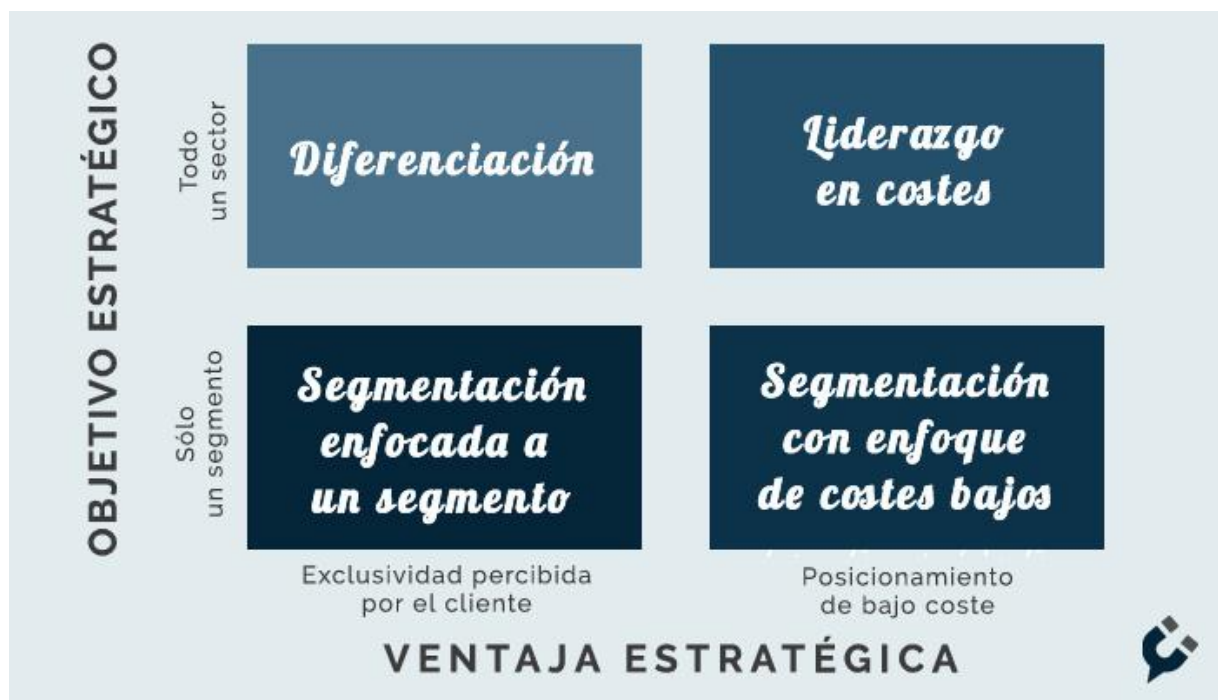 OBJETIVO ESTRATÉGICO
Todo
un sector
Diferenciación
Liderazgo
en costes
Sólo
un segmento
Segmentación
enfocada a
un segmento
Segmentación
con enfoque
de costes bajos
Exclusividad percibida
por el cliente
Posicionamiento
de bajo coste
VENTAJA ESTRATÉGICA